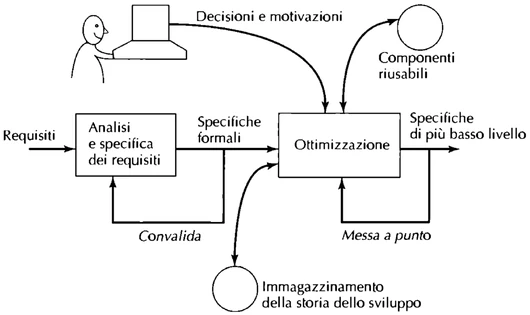 Decisioni e motivazioni
Componenti
riusabili
Requisiti
Analisi
e specifica
dei requisiti
Specifiche
formali
Ottimizzazione
Specifiche
di più basso livello
Convalida
Messa a punto
Immagazzinamento
della storia dello sviluppo